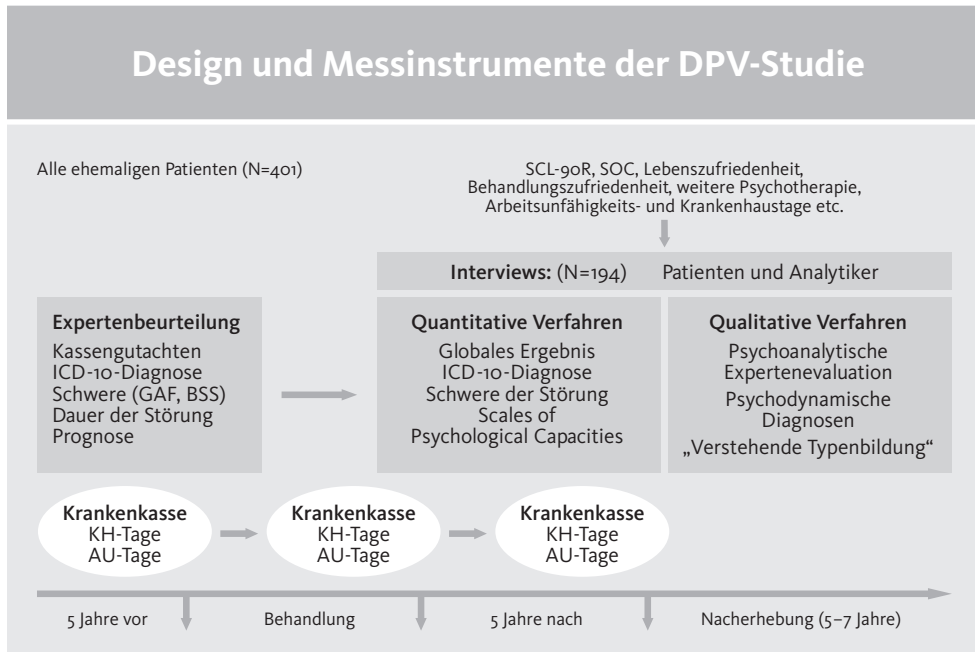 Design und Messinstrumente der DPV-Studie
Alle ehemaligen Patienten (N=401)
SCL-90R, SOC, Lebenszufriedenheit,
Behandlungszufriedenheit, weitere Psychotherapie,
Arbeitsunfähigkeits- und Krankenhaustage etc.
Interviews: (N=194) Patienten und Analytiker
Expertenbeurteilung
Kassengutachten
ICD-10-Diagnose
Schwere (GAF, BSS)
Dauer der Störung
Prognose
Quantitative Verfahren
Globales Ergebnis
ICD-10-Diagnose
Schwere der Störung
Scales of
Psychological Capacities
Qualitative Verfahren
Psychoanalytische
Expertenevaluation
Psychodynamische
Diagnosen
„Verstehende Typenbildung“
Krankenkasse
KH-Tage
AU-Tage
Krankenkasse
KH-Tage
AU-Tage
Krankenkasse
KH-Tage
AU-Tage
5 Jahre vor
Behandlung
5 Jahre nach
Nacherhebung (5–7 Jahre)